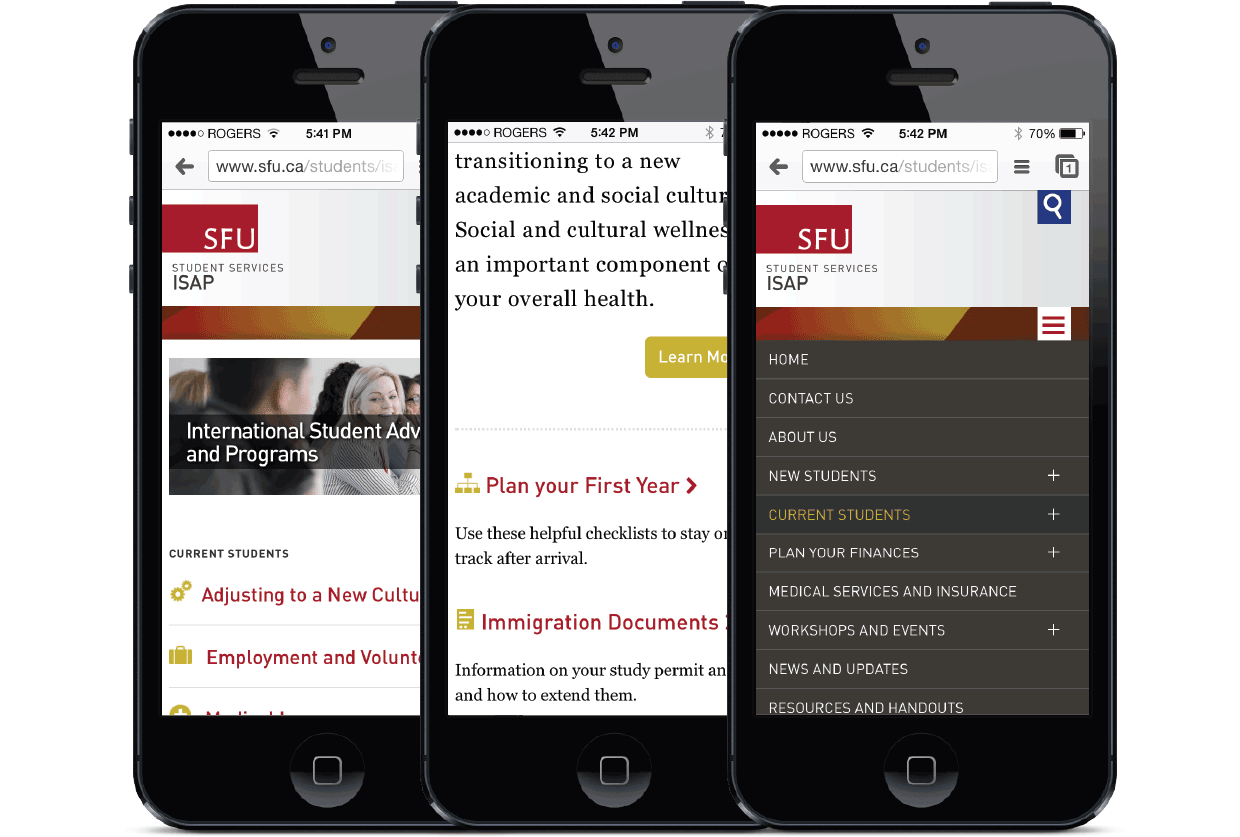 ROGERS 5:41 PM
www.sfu.ca/students/is
SFU
STUDENT SERVICES
ISAP
International Student Adv
and Programs
CURRENT STUDENTS
Adjusting to a New Cultu
Employment and Volunt
ROGERS 5:42 PM
transitioning to a new
academic and social cultur
Social and cultural wellnes
an important component o
your overall health.
Learn Mo
Plan your First Year
Use these helpful checklists to stay on
track after arrival.
Immigration Documents
Information on your study permit an
and how to extend them.
ROGERS 5:42 PM 70%
www.sfu.ca/students/is
1
SFU
STUDENT SERVICES
ISAP
HOME
CONTACT US
ABOUT US
NEW STUDENTS +
CURRENT STUDENTS +
PLAN YOUR FINANCES +
MEDICAL SERVICES AND INSURANCE
WORKSHOPS AND EVENTS +
NEWS AND UPDATES
RESOURCES AND HANDOUTS